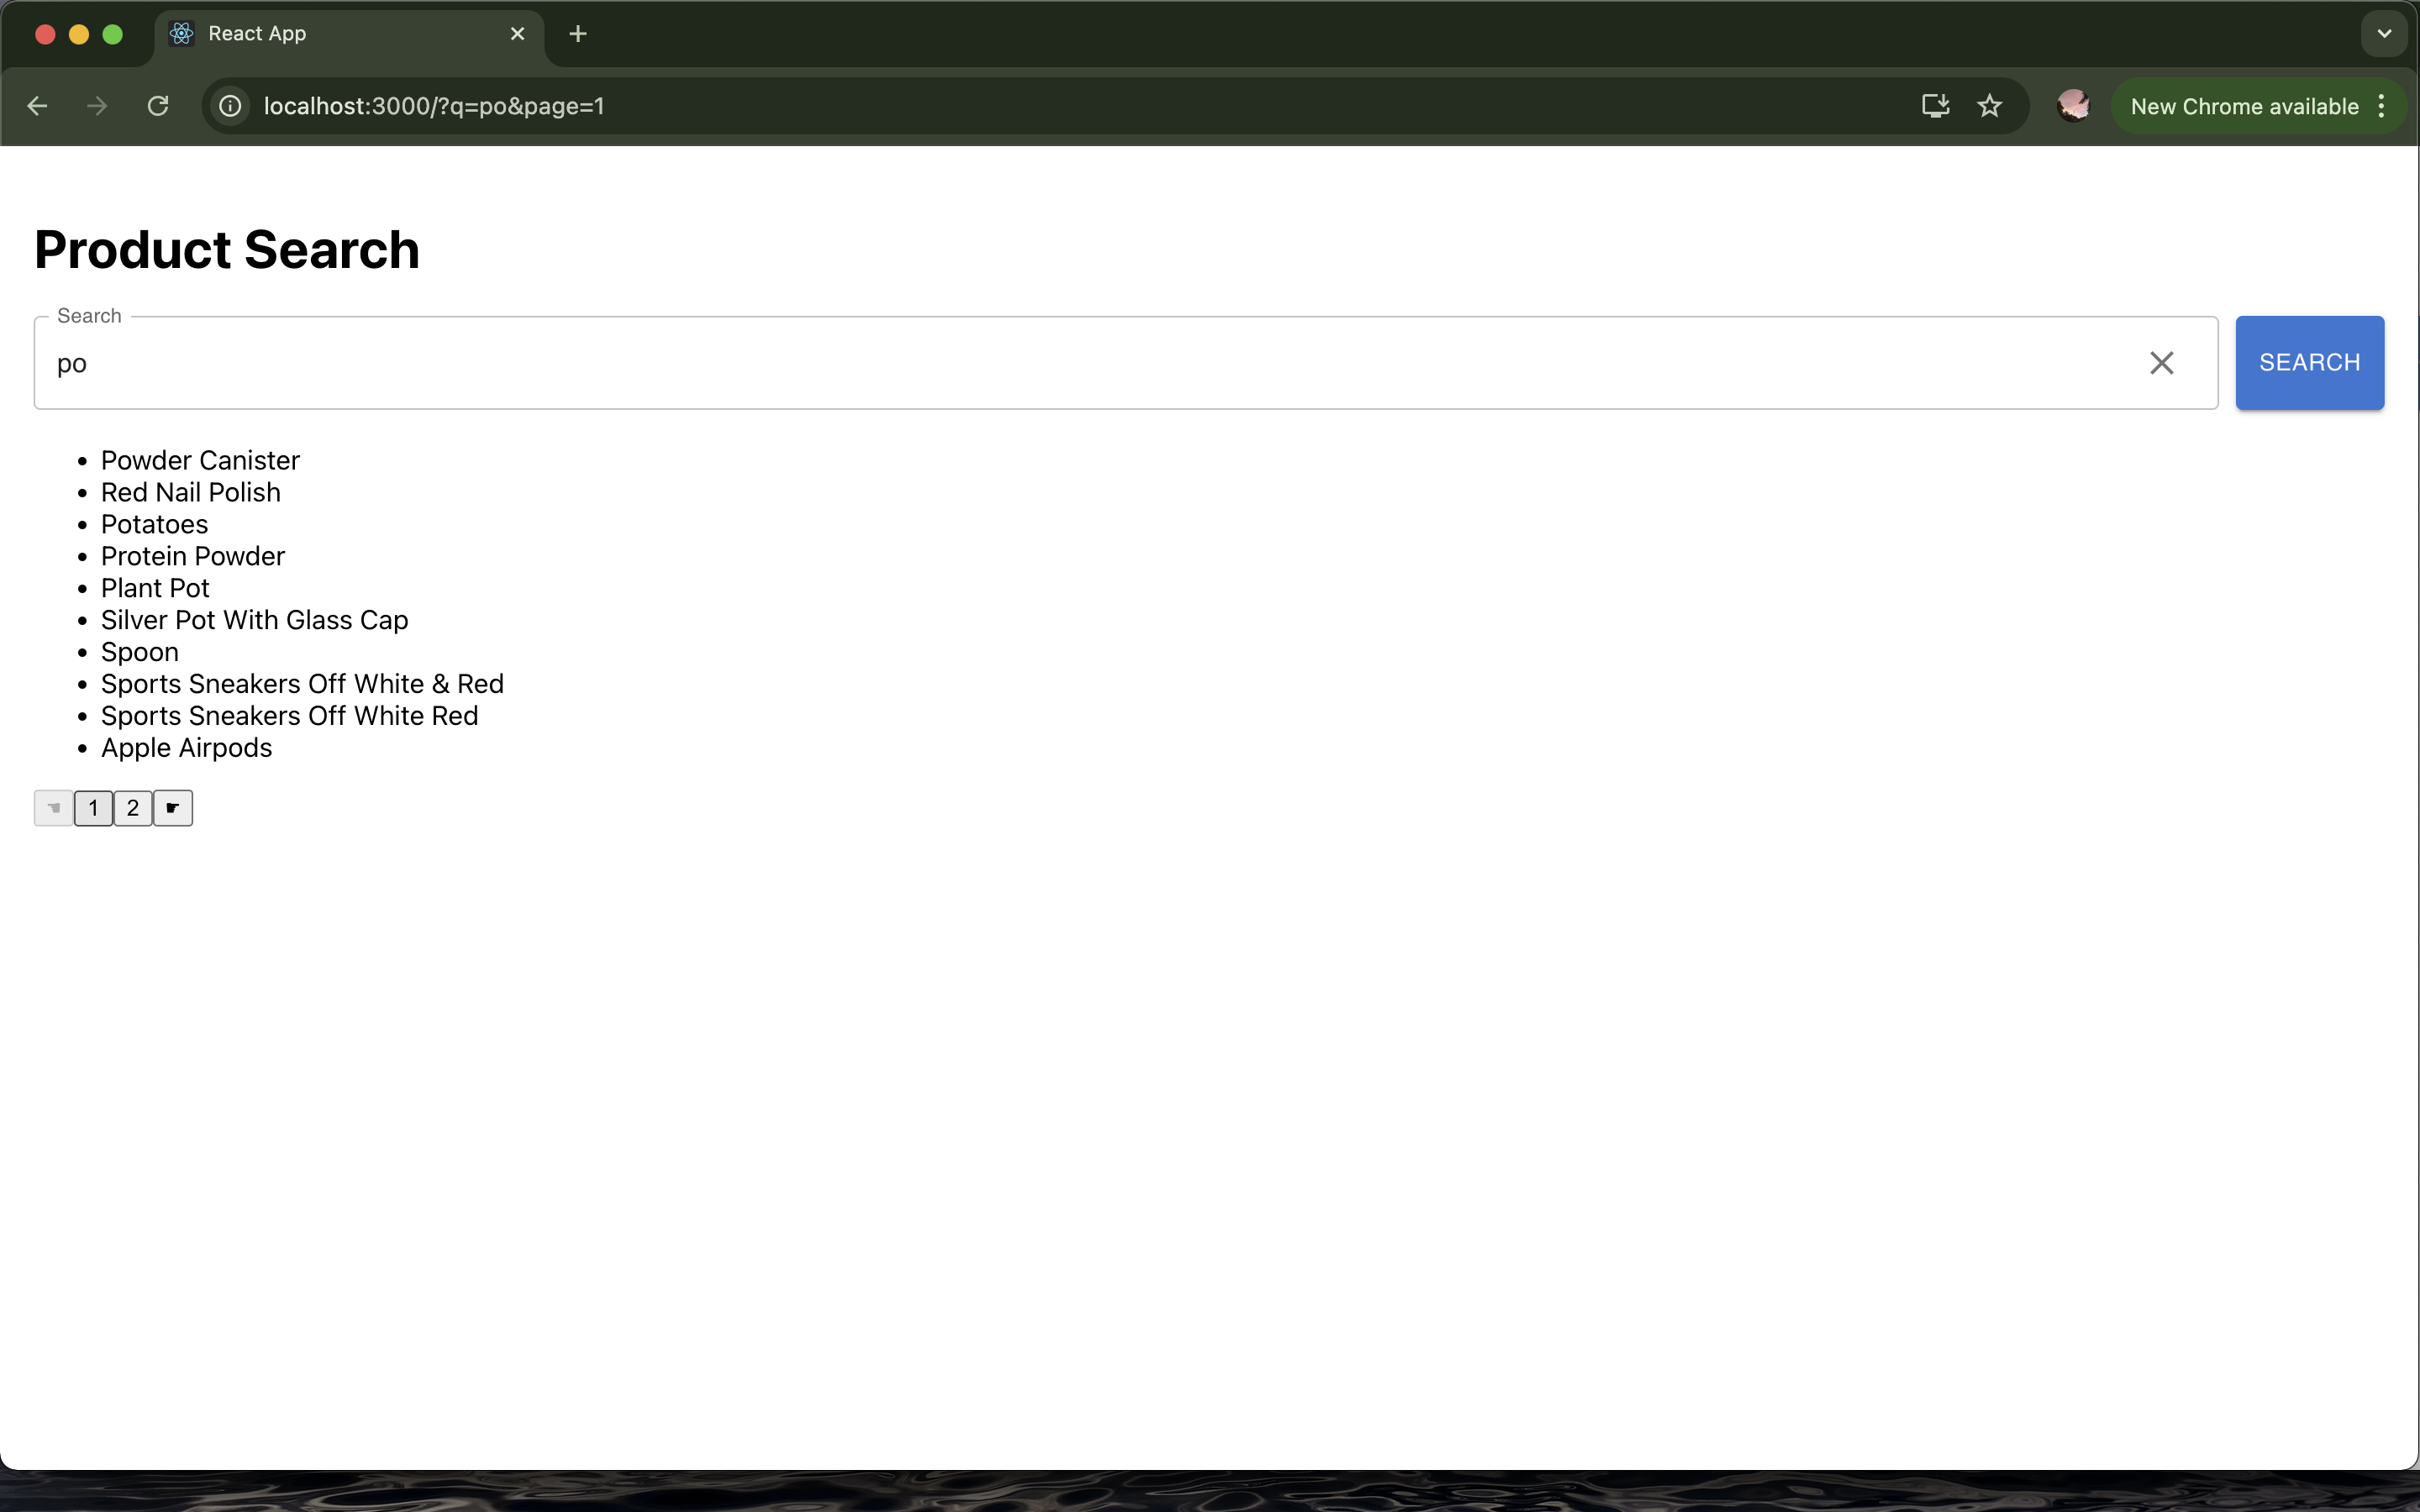 React App
localhost:3000/?q=po&page=1
New Chrome available
Product Search
Search
po
SEARCH
• Powder Canister
• Red Nail Polish
• Potatoes
• Protein Powder
• Plant Pot
• Silver Pot With Glass Cap
• Spoon
• Sports Sneakers Off White & Red
• Sports Sneakers Off White Red
• Apple Airpods
☚ 1 2 ☛